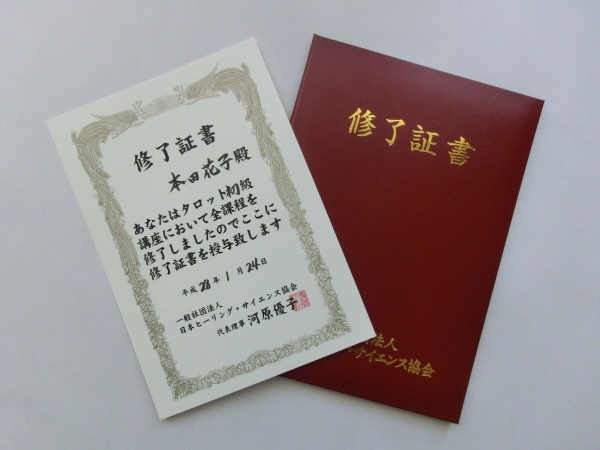 修了証書
本田花子殿
あなたはタロット初級
講座において全課程を
修了しましたのでここに
修了証書を授与致します
平成28年1月24日
一般社団法人
日本ヒーリング・サイエンス協会
代表理事 河原優子
修了証書
法人
サイエンス協会